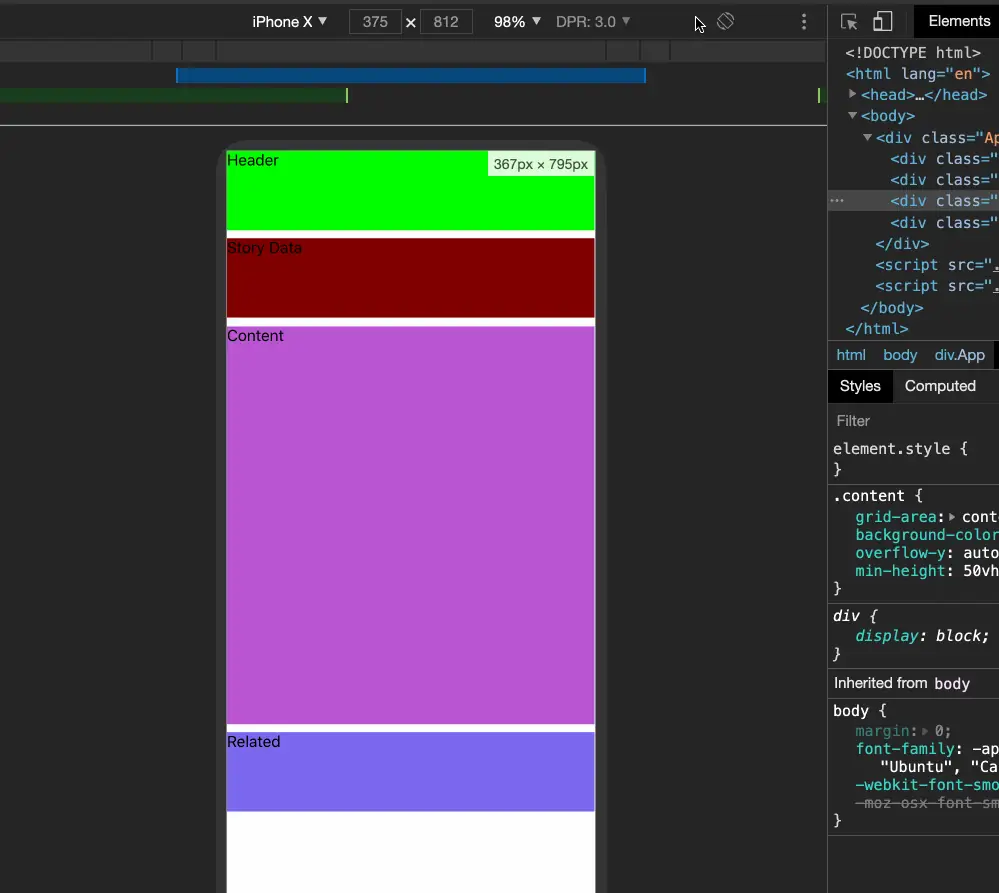 iPhone X ▼ 375 × 812 98% ▼ DPR: 3.0 ▼
Elements
Header
367px × 795px
Story Data
Content
Related
<!DOCTYPE html>
<html lang="en">
<head>…</head>
<body>
<div class="Ap
<div class="
<div class="
<div class="
<div class="
</div>
<script src=".
<script src=".
</body>
</html>
html body div.App
Styles Computed
Filter
element.style {
}
.content {
grid-area: cont
background-color
overflow-y: auto
min-height: 50vh
}
div {
display: block;
}
Inherited from body
body {
margin: 0;
font-family: -ap
"Ubuntu", "Ca
-webkit-font-smo
-moz-osx-font-sm
}